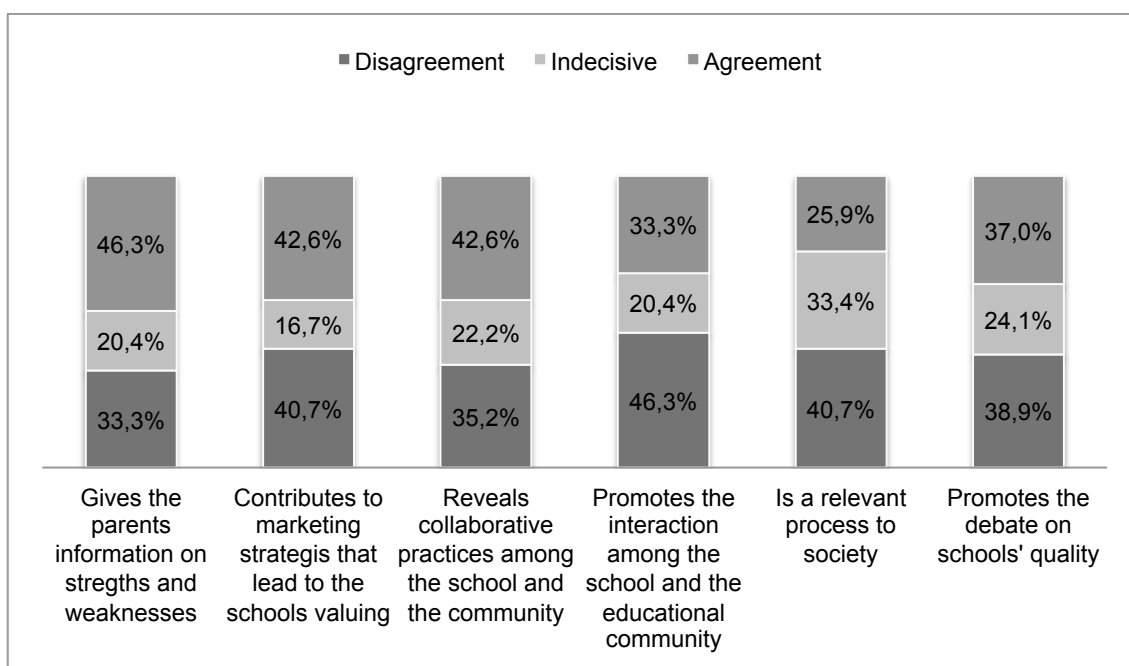 Disagreement Indecisive Agreement
46,3% 42,6% 42,6% 33,3% 25,9% 37,0%
20,4% 16,7% 22,2% 20,4% 33,4% 24,1%
33,3% 40,7% 35,2% 46,3% 40,7% 38,9%
Gives the
parents
information on
stregths and
weaknesses
Contributes to
marketing
strategis that
lead to the
schools valuing
Reveals
collaborative
practices among
the school and
the community
Promotes the
interaction
among the
school and the
educational
community
Is a relevant
process to
society
Promotes the
debate on
schools' quality